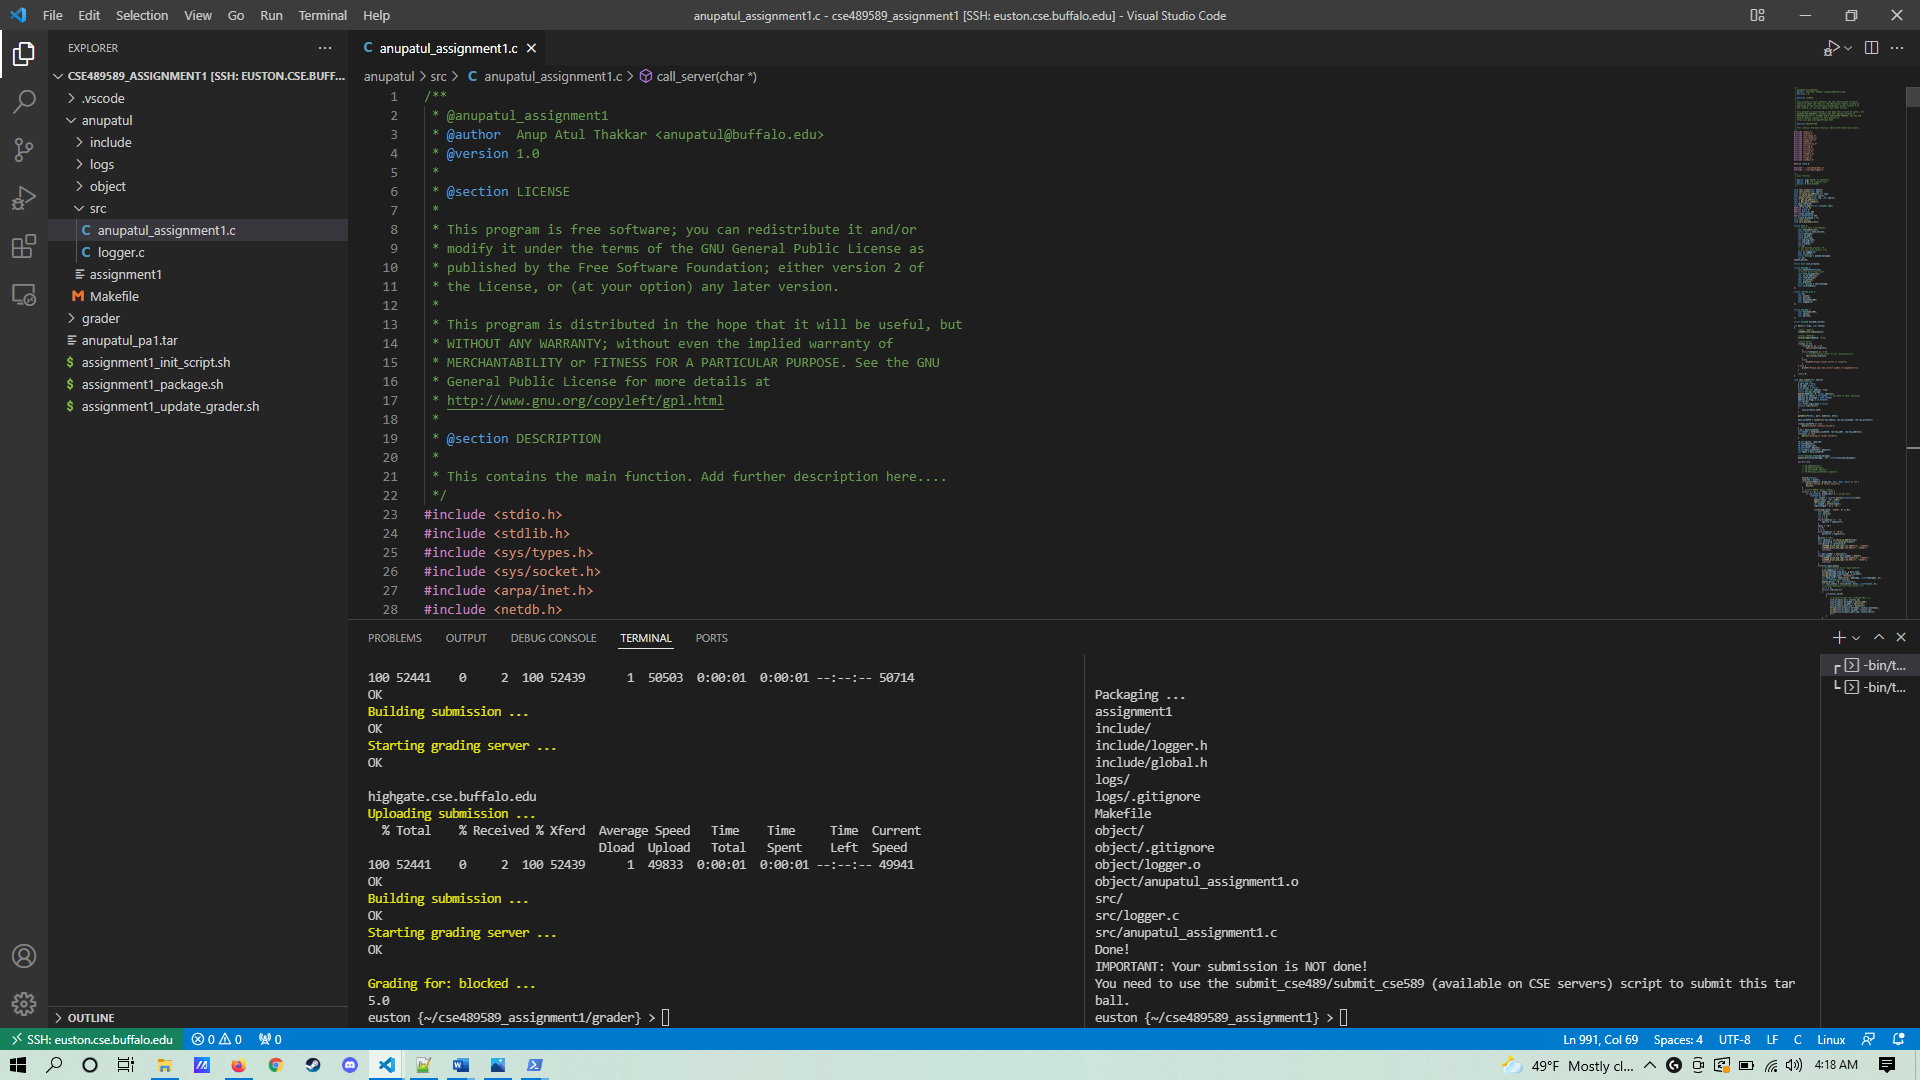 File Edit Selection View Go Run Terminal Help
anupatul_assignment1.c - cse489589_assignment1 [SSH: euston.cse.buffalo.edu] - Visual Studio Code
EXPLORER
CSE489589_ASSIGNMENT1 [SSH: EUSTON.CSE.BUFF...
.vscode
anupatul
include
logs
object
src
C anupatul_assignment1.c
C logger.c
assignment1
Makefile
grader
anupatul_pa1.tar
$ assignment1_init_script.sh
$ assignment1_package.sh
$ assignment1_update_grader.sh
OUTLINE
C anupatul_assignment1.c
anupatul > src > C anupatul_assignment1.c > call_server(char *)
1 /**
2 * @anupatul_assignment1
3 * @author  Anup Atul Thakkar <anupatul@buffalo.edu>
4 * @version 1.0
5 *
6 * @section LICENSE
7 *
8 * This program is free software; you can redistribute it and/or
9 * modify it under the terms of the GNU General Public License as
10 * published by the Free Software Foundation; either version 2 of
11 * the License, or (at your option) any later version.
12 *
13 * This program is distributed in the hope that it will be useful, but
14 * WITHOUT ANY WARRANTY; without even the implied warranty of
15 * MERCHANTABILITY or FITNESS FOR A PARTICULAR PURPOSE. See the GNU
16 * General Public License for more details at
17 * http://www.gnu.org/copyleft/gpl.html
18 *
19 * @section DESCRIPTION
20 *
21 * This contains the main function. Add further description here....
22 */
23 #include <stdio.h>
24 #include <stdlib.h>
25 #include <sys/types.h>
26 #include <sys/socket.h>
27 #include <arpa/inet.h>
28 #include <netdb.h>
PROBLEMS OUTPUT DEBUG CONSOLE TERMINAL PORTS
100 52441    0     2  100 52439      1  50503  0:00:01  0:00:01 --:--:-- 50714
OK
Building submission ...
OK
Starting grading server ...
OK
highgate.cse.buffalo.edu
Uploading submission ...
% Total    % Received % Xferd  Average Speed   Time    Time     Time  Current
Dload  Upload   Total   Spent    Left  Speed
100 52441    0     2  100 52439      1  49833  0:00:01  0:00:01 --:--:-- 49941
OK
Building submission ...
OK
Starting grading server ...
OK
Grading for: blocked ...
5.0
euston {~/cse489589_assignment1/grader} >
Packaging ...
assignment1
include/
include/logger.h
include/global.h
logs/
logs/.gitignore
Makefile
object/
object/.gitignore
object/logger.o
object/anupatul_assignment1.o
src/
src/logger.c
src/anupatul_assignment1.c
Done!
IMPORTANT: Your submission is NOT done!
You need to use the submit_cse489/submit_cse589 (available on CSE servers) script to submit this tar
ball.
euston {~/cse489589_assignment1} >
-bin/t...
-bin/t...
SSH: euston.cse.buffalo.edu 0 0 0 Ln 991, Col 69 Spaces: 4 UTF-8 LF C Linux
49°F Mostly cl... 4:18 AM